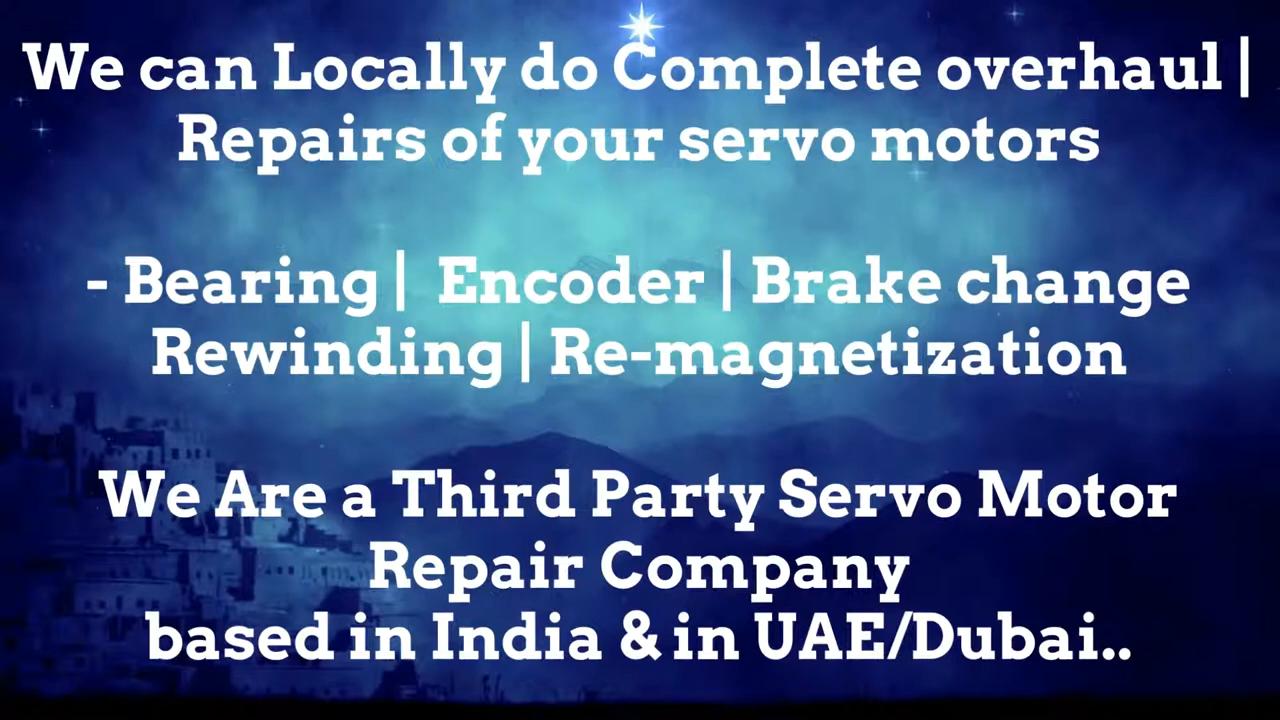 We can Locally do Complete overhaul |
Repairs of your servo motors
- Bearing | Encoder | Brake change
Rewinding | Re-magnetization
We Are a Third Party Servo Motor
Repair Company
based in India & in UAE/Dubai..